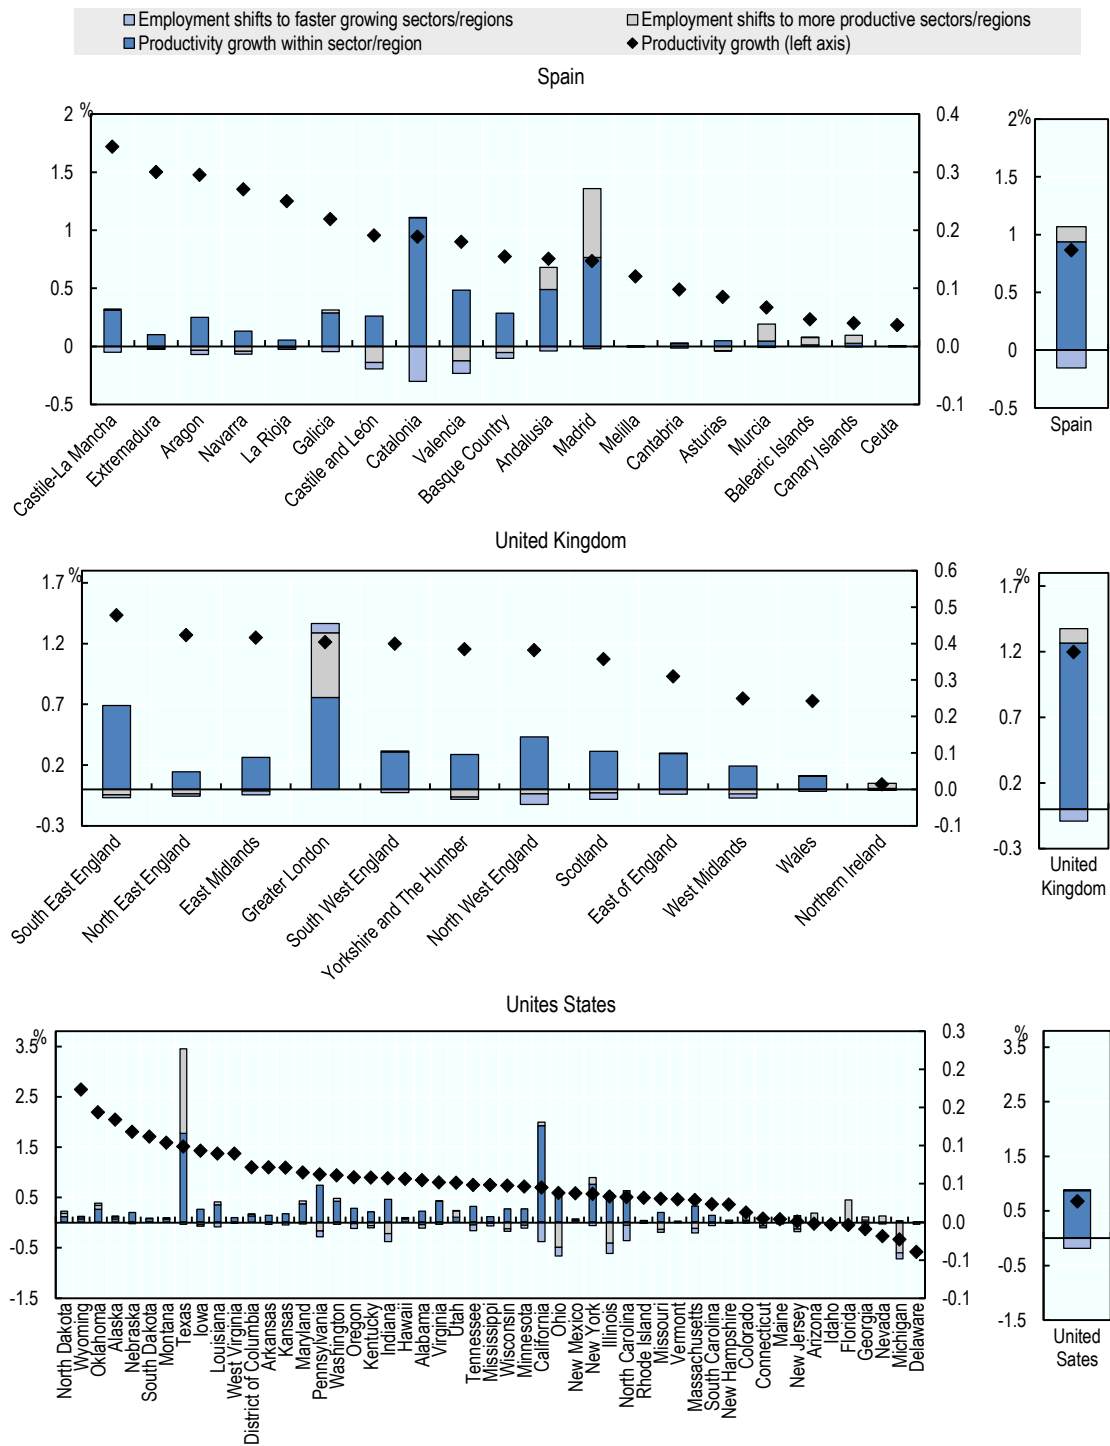 Employment shifts to faster growing sectors/regions Employment shifts to more productive sectors/regions
Productivity growth within sector/region Productivity growth (left axis)
Spain
% %
2 0.4 2
1.5 0.3 1.5
1 0.2 1
0.5 0.1 0.5
0 0.0 0
-0.5 -0.1 -0.5
Castile-La Mancha
Extremadura
Aragon
Navarra
La Rioja
Galicia
Castile and León
Catalonia
Valencia
Basque Country
Andalusia
Madrid
Melilla
Cantabria
Asturias
Murcia
Balearic Islands
Canary Islands
Ceuta
Spain
United Kingdom
% %
1.7 0.6 1.7
0.5
1.2 0.4 1.2
0.3
0.7 0.2 0.7
0.2 0.1 0.2
0.0
-0.3 -0.1 -0.3
South East England
North East England
East Midlands
Greater London
South West England
Yorkshire and The Humber
North West England
Scotland
East of England
West Midlands
Wales
Northern Ireland
United
Kingdom
Unites States
% %
3.5 0.3 3.5
2.5 0.2 2.5
0.2
1.5 0.1 1.5
0.5 0.1 0.5
0.0
-0.5 -0.1 -0.5
-1.5 -0.1 -1.5
North Dakota
Wyoming
Oklahoma
Alaska
Nebraska
South Dakota
Montana
Texas
Iowa
Louisiana
West Virginia
District of Columbia
Arkansas
Kansas
Maryland
Pennsylvania
Washington
Oregon
Kentucky
Indiana
Hawaii
Alabama
Virginia
Utah
Tennessee
Mississippi
Wisconsin
Minnesota
California
Ohio
New Mexico
New York
Illinois
North Carolina
Rhode Island
Missouri
Vermont
Massachusetts
South Carolina
New Hampshire
Colorado
Connecticut
Maine
New Jersey
Arizona
Idaho
Florida
Georgia
Nevada
Michigan
Delaware
United
Sates